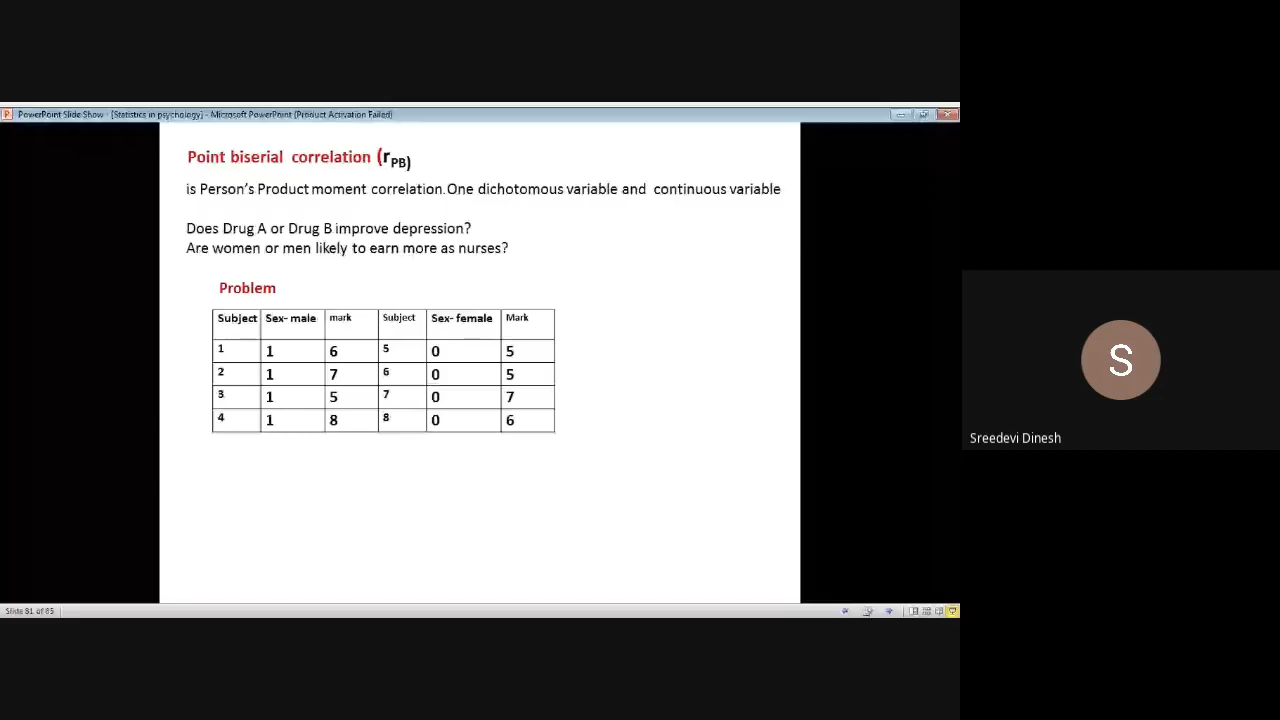 PowerPoint Slide Show - [Statistics in psychology] - Microsoft PowerPoint (Product Activation Failed)
Point biserial correlation (rPB)
is Person's Product moment correlation. One dichotomous variable and continuous variable
Does Drug A or Drug B improve depression?
Are women or men likely to earn more as nurses?
Problem
Subject Sex- male mark Subject Sex- female Mark
1 1 6 5 0 5
2 1 7 6 0 5
3 1 5 7 0 7
4 1 8 8 0 6
S
Sreedevi Dinesh
Slide 81 of 85